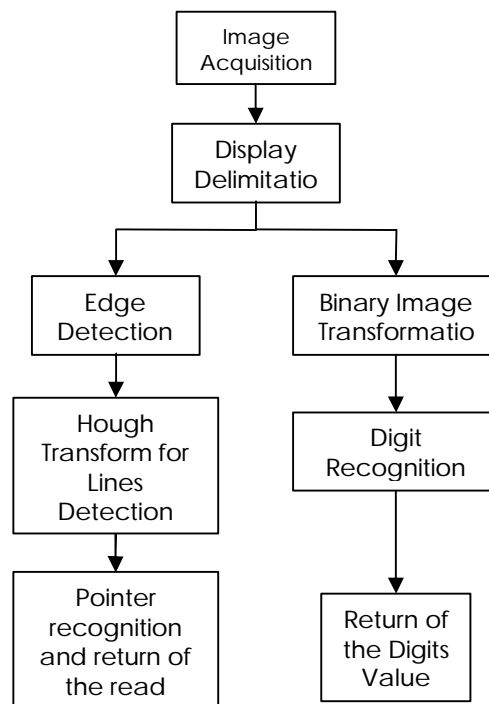 Image
Acquisition
Display
Delimitatio
Edge
Detection
Hough
Transform for
Lines
Detection
Pointer
recognition
and return of
the read
Binary Image
Transformatio
Digit
Recognition
Return of
the Digits
Value